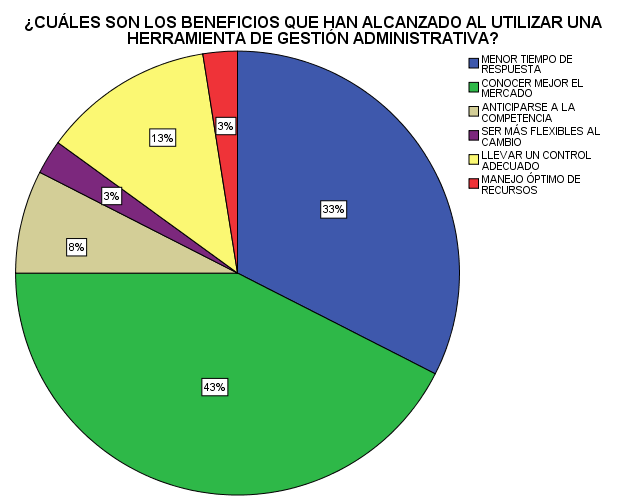 ¿CUÁLES SON LOS BENEFICIOS QUE HAN ALCANZADO AL UTILIZAR UNA
HERRAMIENTA DE GESTIÓN ADMINISTRATIVA?
MENOR TIEMPO DE
RESPUESTA
CONOCER MEJOR EL
MERCADO
ANTICIPARSE A LA
COMPETENCIA
SER MÁS FLEXIBLES AL
CAMBIO
LLEVAR UN CONTROL
ADECUADO
MANEJO ÓPTIMO DE
RECURSOS
3%
13%
3%
33%
8%
43%